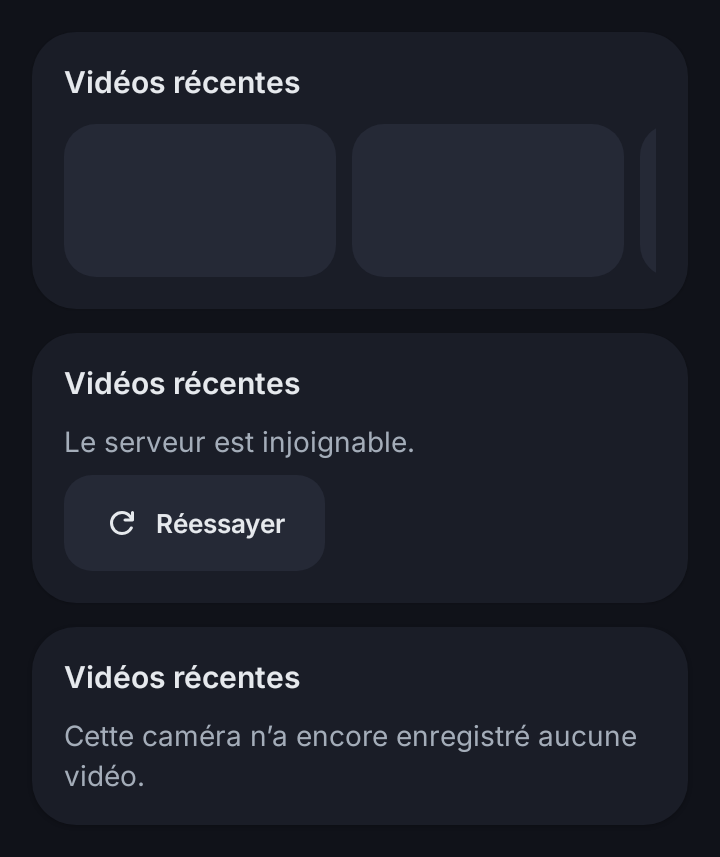 Vidéos récentes
Vidéos récentes
Le serveur est injoignable.
Réessayer
Vidéos récentes
Cette caméra n’a encore enregistré aucune
vidéo.